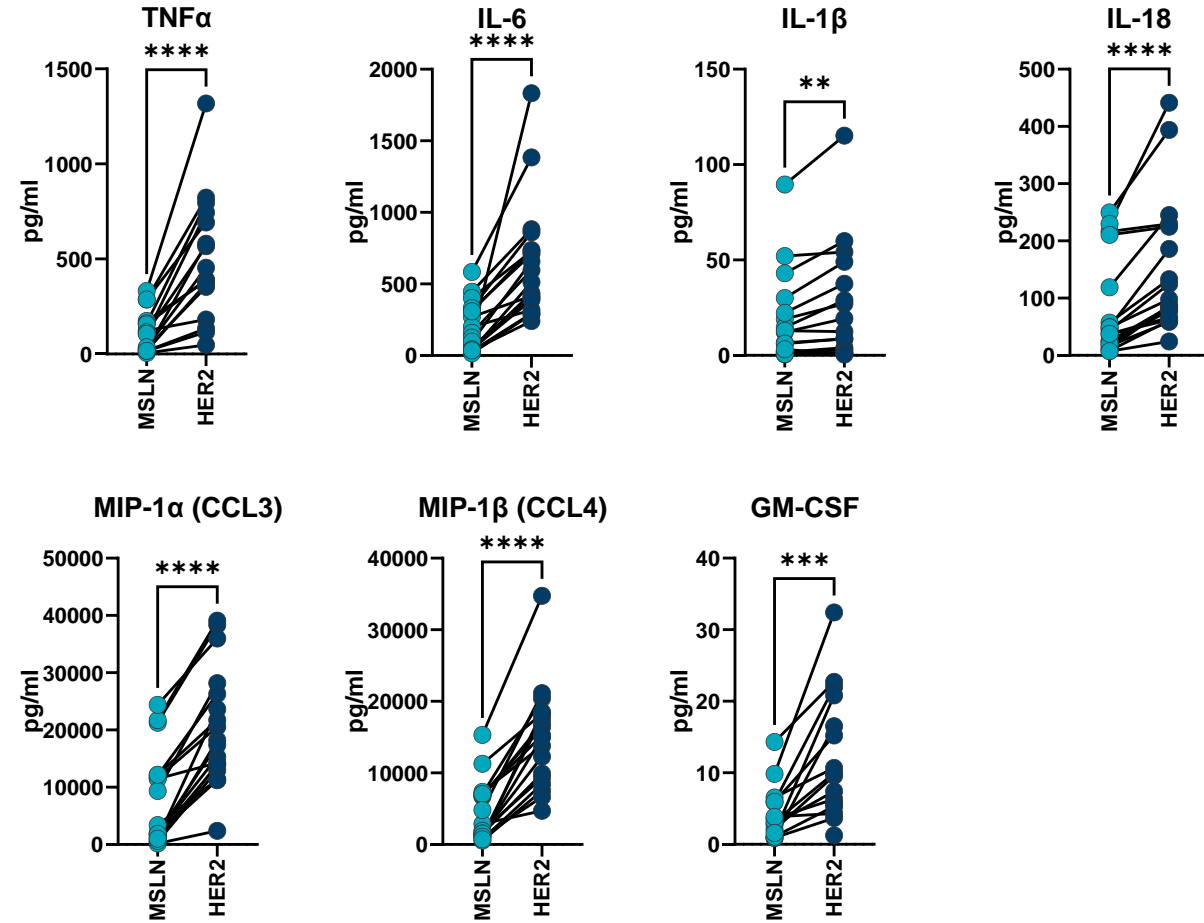 TNFα
****
1500
1000
500
0
pg/ml
MSLN
HER2
IL-6
****
2000
1500
1000
500
0
pg/ml
MSLN
HER2
IL-1β
**
150
100
50
0
pg/ml
MSLN
HER2
IL-18
****
500
400
300
200
100
0
pg/ml
MSLN
HER2
MIP-1α (CCL3)
****
50000
40000
30000
20000
10000
0
pg/ml
MSLN
HER2
MIP-1β (CCL4)
****
40000
30000
20000
10000
0
pg/ml
MSLN
HER2
GM-CSF
***
40
30
20
10
0
pg/ml
MSLN
HER2